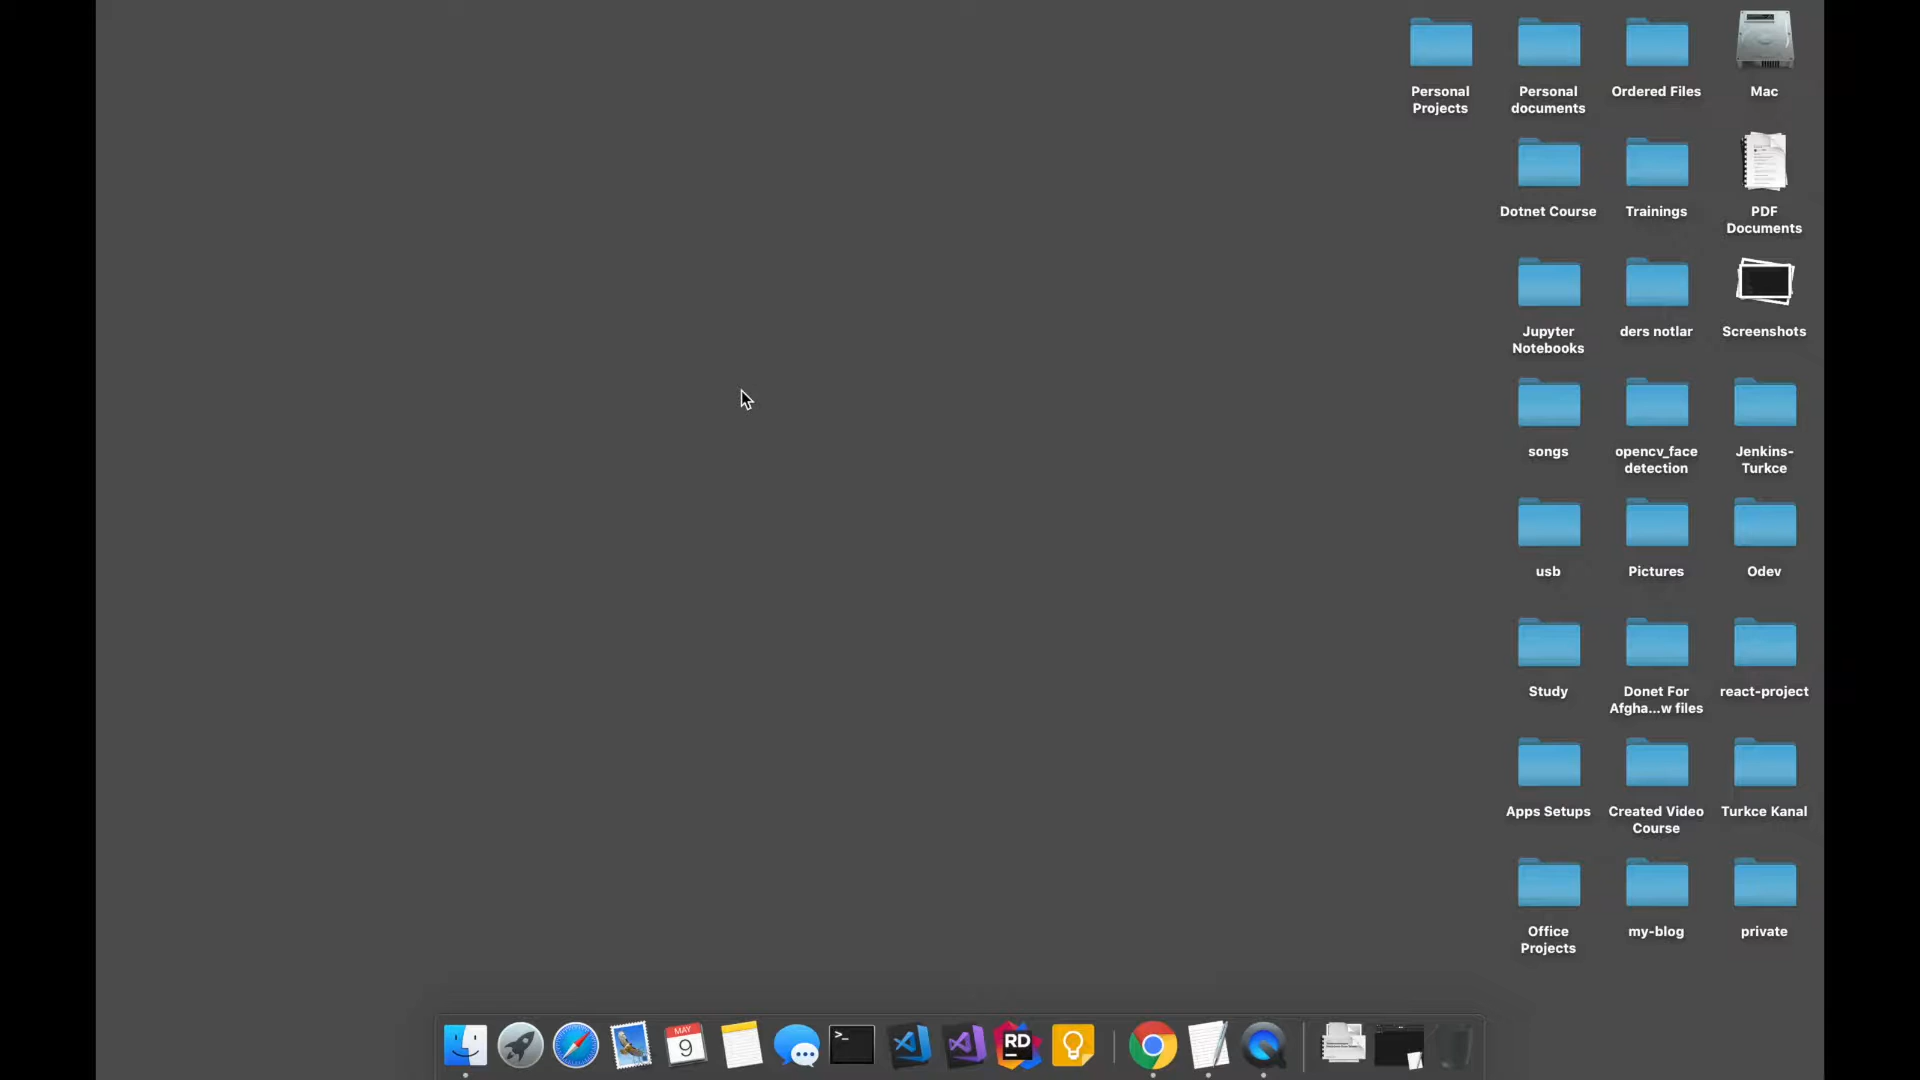 Personal
Projects
Personal
documents
Ordered Files
Mac
Dotnet Course
Trainings
PDF
Documents
Jupyter
Notebooks
ders notlar
Screenshots
songs
opencv_face
detection
Jenkins-
Turkce
usb
Pictures
Odev
Study
Donet For
Afgha...w files
react-project
Apps Setups
Created Video
Course
Turkce Kanal
Office
Projects
my-blog
private
MAY
9
>_
RD